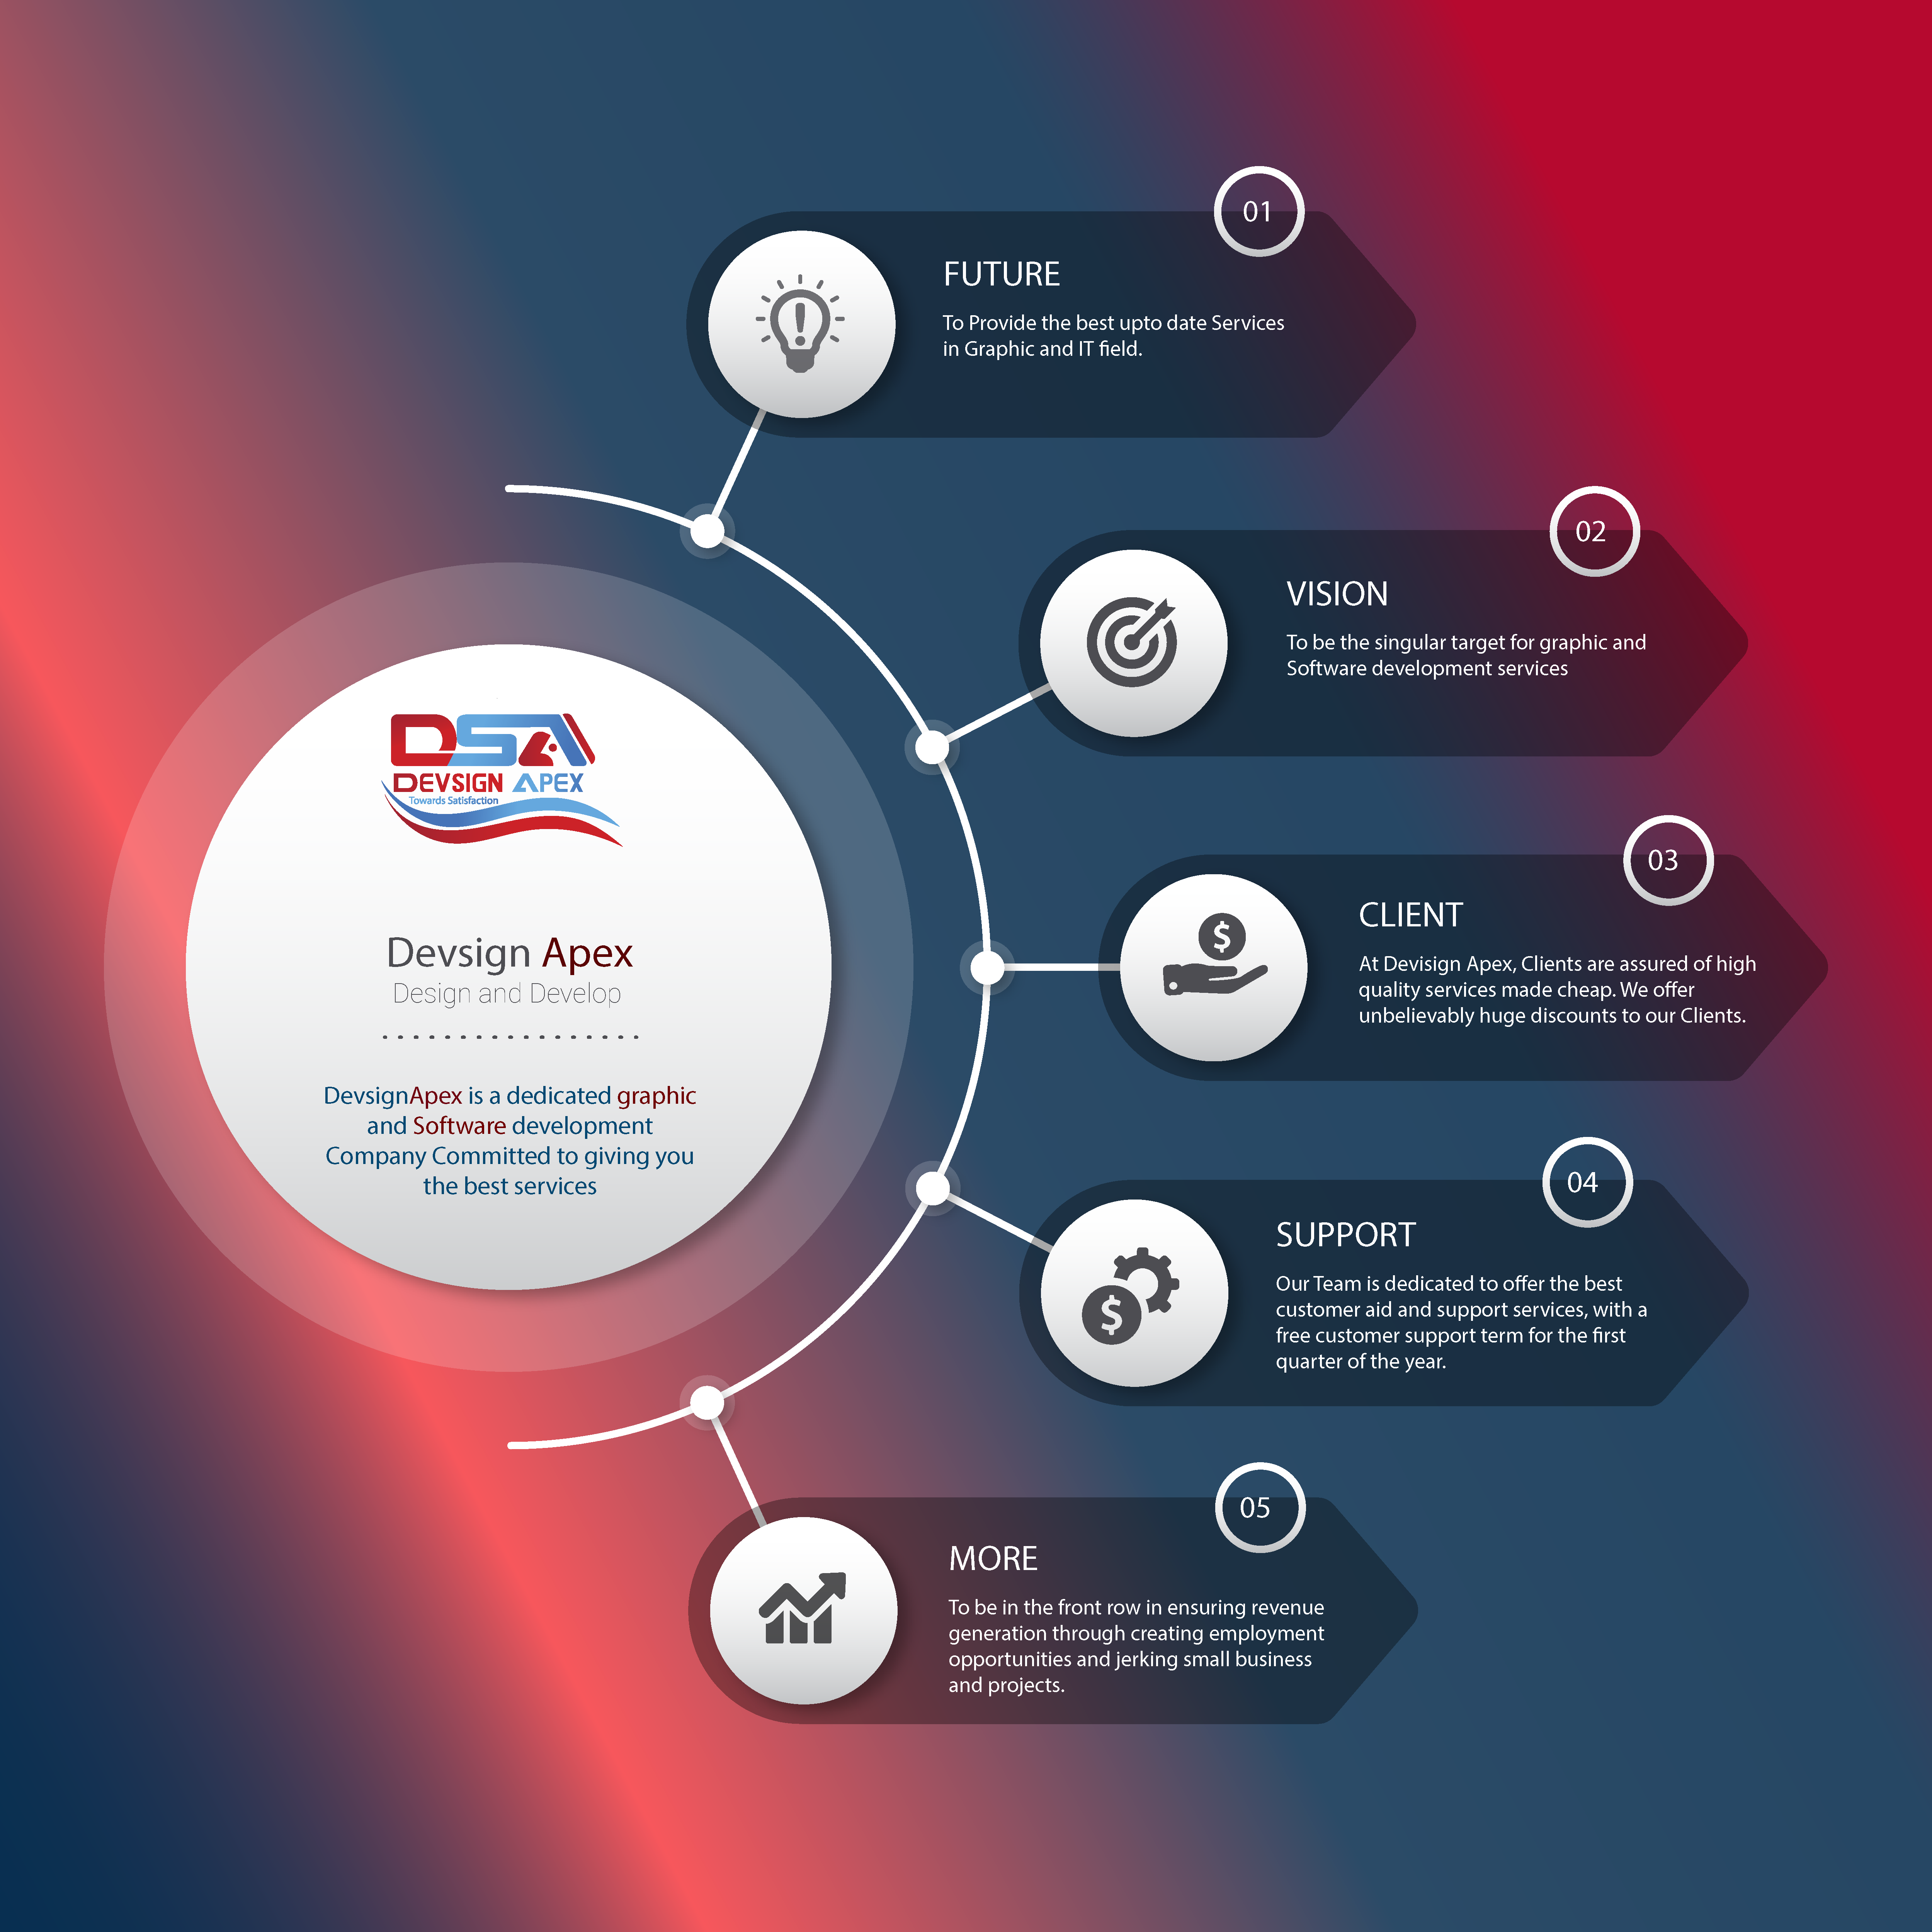 DSA
DEVSIGN APEX
Towards Satisfaction
Devsign Apex
Design and Develop
DevsignApex is a dedicated graphic
and Software development
Company Committed to giving you
the best services
01
FUTURE
To Provide the best upto date Services
in Graphic and IT field.
02
VISION
To be the singular target for graphic and
Software development services
03
CLIENT
At Devisign Apex, Clients are assured of high
quality services made cheap. We offer
unbelievably huge discounts to our Clients.
$
04
SUPPORT
Our Team is dedicated to offer the best
customer aid and support services, with a
free customer support term for the first
quarter of the year.
$
05
MORE
To be in the front row in ensuring revenue
generation through creating employment
opportunities and jerking small business
and projects.